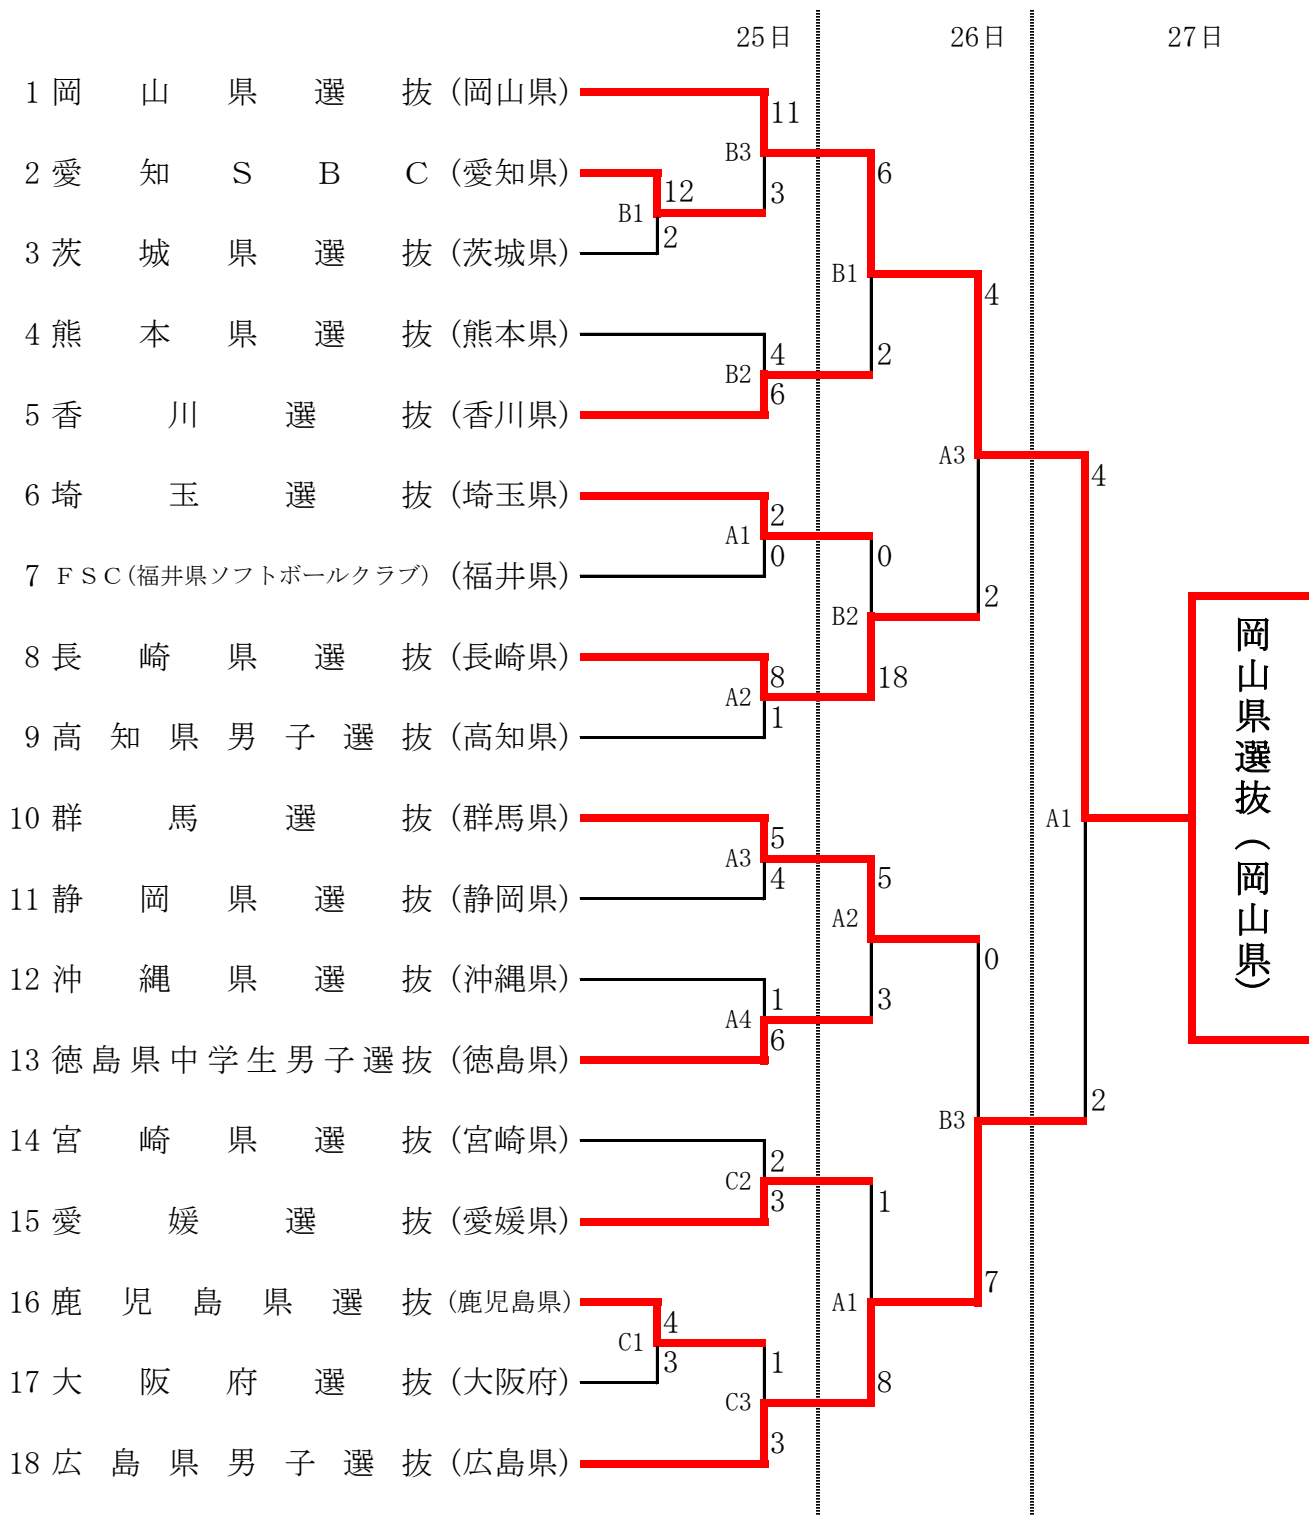 25日 26日 27日
1 岡山県選抜 (岡山県)
11
B3
2 愛知ＳＢＣ (愛知県)
6
12
3
B1
2
3 茨城県選抜 (茨城県)
B1
4
4 熊本県選抜 (熊本県)
4
2
B2
6
5 香川選抜 (香川県)
A3
4
6 埼玉選抜 (埼玉県)
2
A1
0
0
7 ＦＳＣ(福井県ソフトボールクラブ) (福井県)
2
B2
8 長崎県選抜 (長崎県)
8
18
A2
1
9 高知県男子選抜 (高知県)
岡山県選抜(岡山県)
10 群馬選抜 (群馬県)
A1
5
A3
4
5
11 静岡県選抜 (静岡県)
A2
0
12 沖縄県選抜 (沖縄県)
1
3
A4
6
13 徳島県中学生男子選抜 (徳島県)
2
B3
14 宮崎県選抜 (宮崎県)
2
C2
3
1
15 愛媛選抜 (愛媛県)
7
16 鹿児島県選抜 (鹿児島県)
A1
4
C1
3
1
17 大阪府選抜 (大阪府)
8
C3
3
18 広島県男子選抜 (広島県)